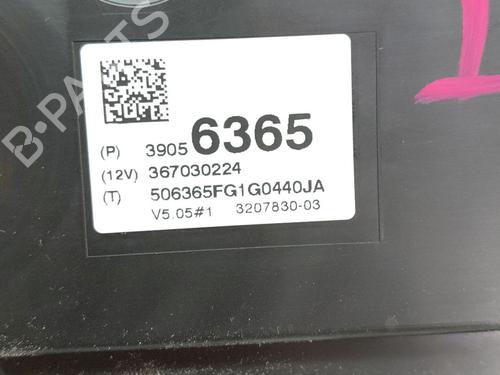 B-PARTS
(P) 3905 6365
(12V) 367030224
(T) 506365FG1G0440JA
V5.05#1 3207830-03